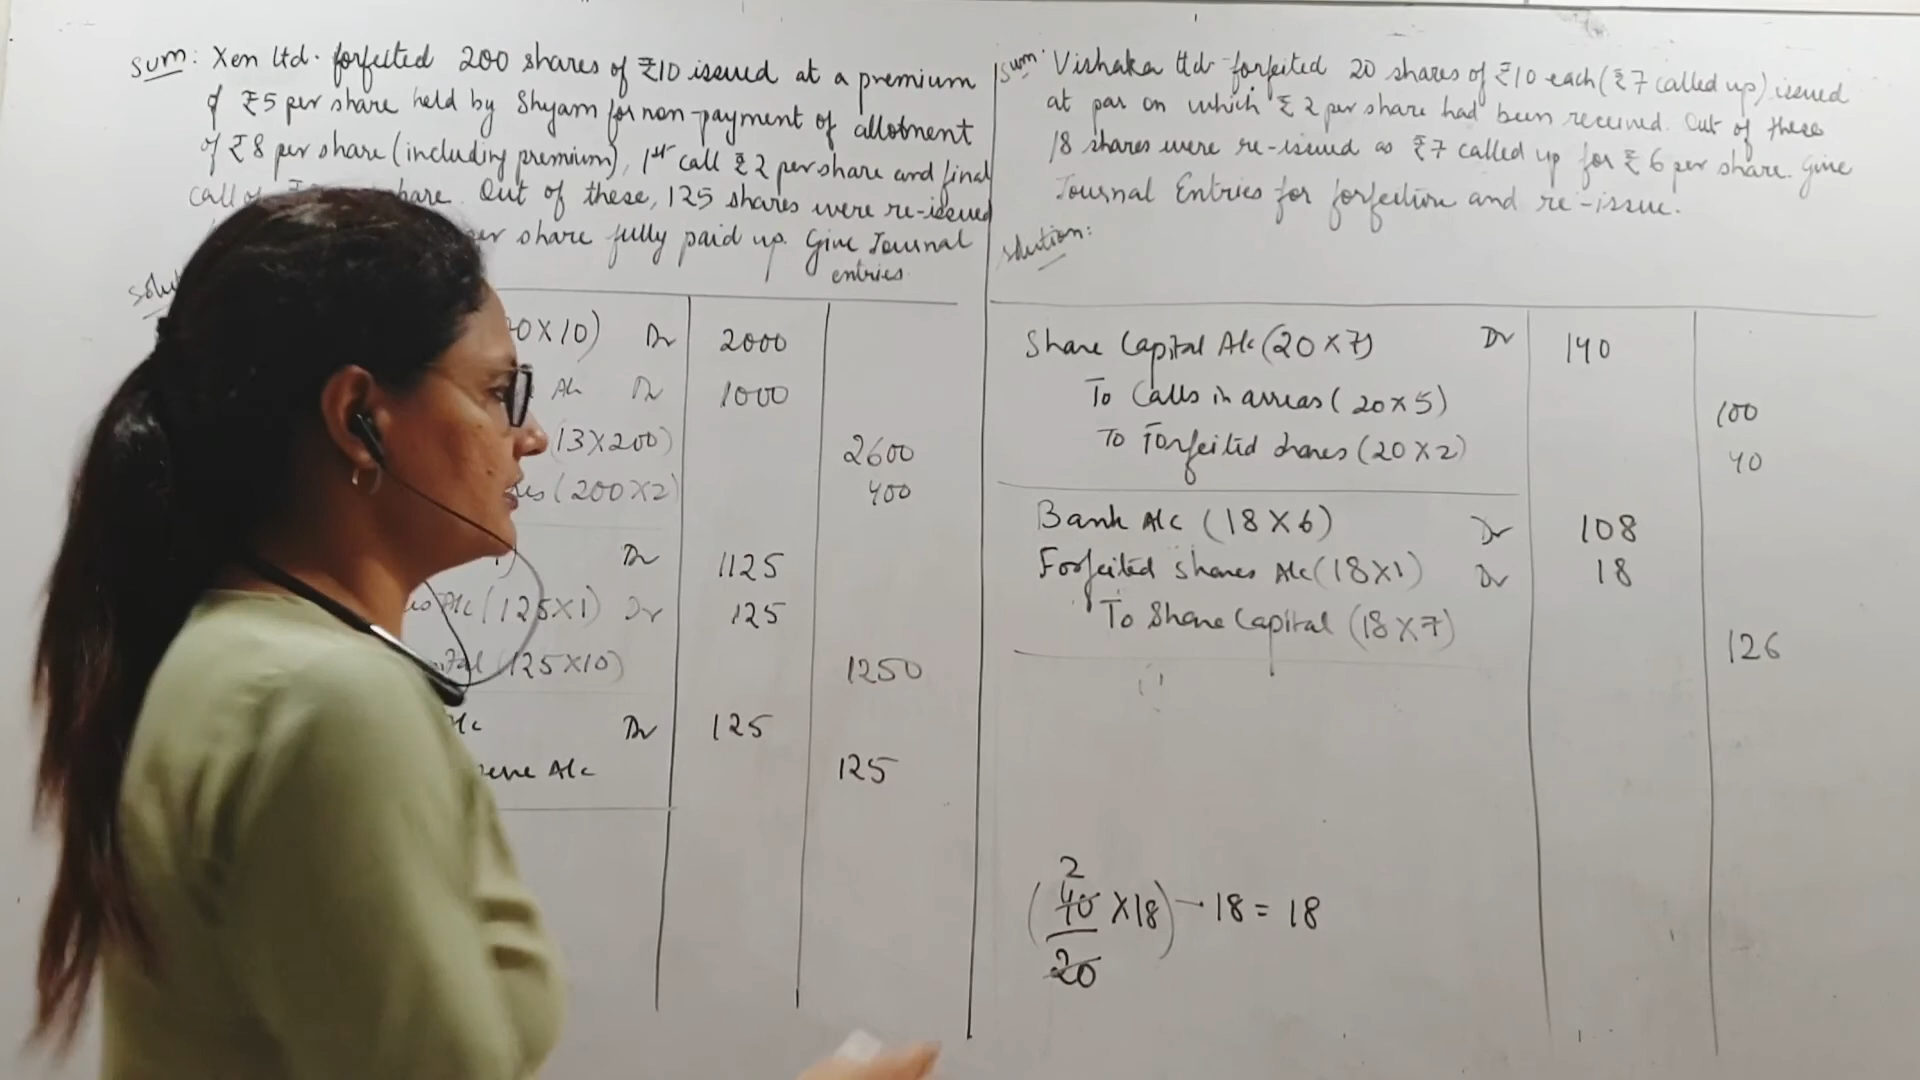 sum: Xen Ltd. forfeited 200 shares of ₹10 issued at a premium
of ₹5 per share held by Shyam for non-payment of allotment
of ₹8 per share (including premium), 1st call ₹2 per share and final
call of share. Out of these, 125 shares were re-issued
per share fully paid up. Give Journal
entries.
solut
0X10) Dr 2000
A/c Dr 1000
(13X200) 2600
es (200X2) 400
) Dr 1125
A/c (125X1) Dr 125
ital (125X10) 1250
A/c Dr 125
serve A/c 125
sum: Vishaka Ltd forfeited 20 shares of ₹10 each (₹7 called up) issued
at par on which ₹2 per share had been received. Out of these
18 shares were re-issued as ₹7 called up for ₹6 per share. Give
Journal Entries for forfeiture and re-issue.
solution:
Share Capital A/c (20X7) Dr 140
To Calls in arrears (20X5) 100
To Forfeited shares (20X2) 40
Bank A/c (18X6) Dr 108
Forfeited shares A/c (18X1) Dr 18
To Share Capital (18X7) 126
2
(40 X18) - 18 = 18
20